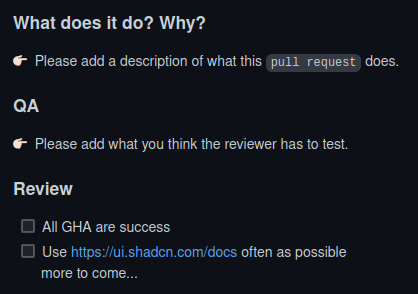 What does it do? Why?
👉 Please add a description of what this pull request does.
QA
👉 Please add what you think the reviewer has to test.
Review
All GHA are success
Use https://ui.shadcn.com/docs often as possible
more to come...